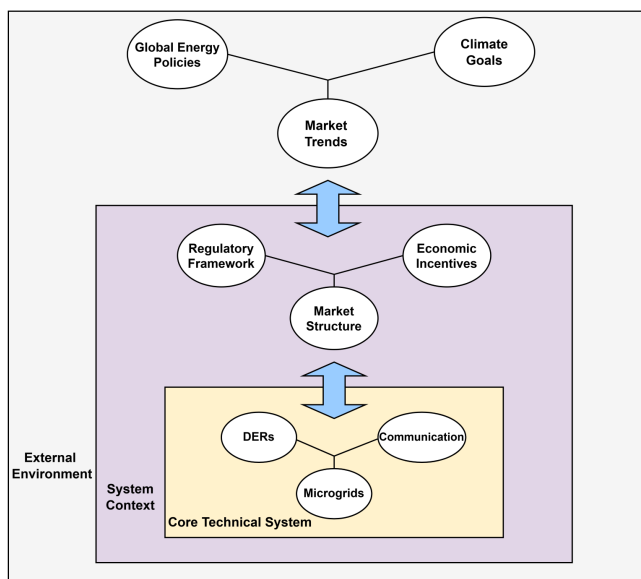 Global Energy
Policies
Climate
Goals
Market
Trends
Regulatory
Framework
Economic
Incentives
Market
Structure
DERs
Communication
Microgrids
External
Environment
System
Context
Core Technical System